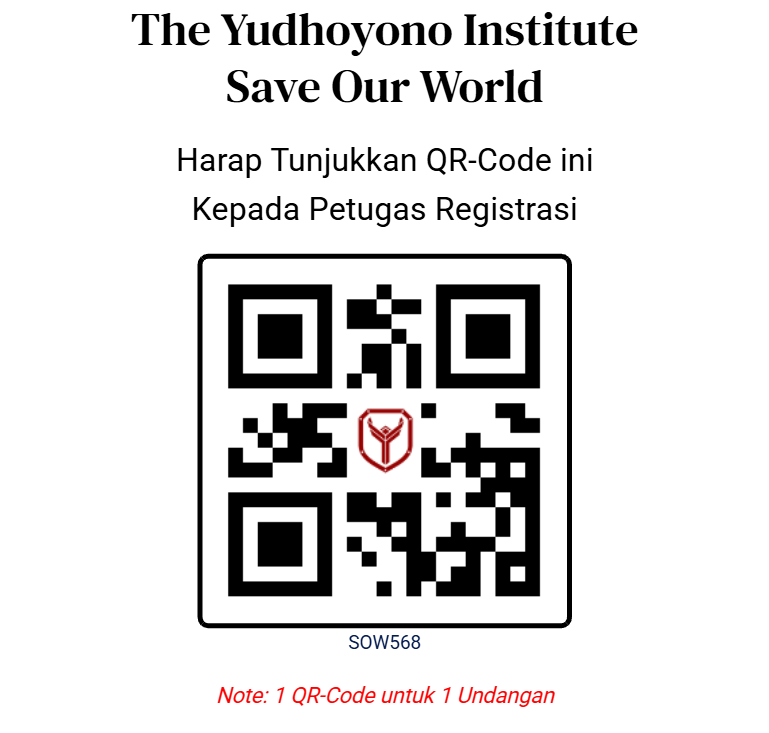 The Yudhoyono Institute
Save Our World
Harap Tunjukkan QR-Code ini
Kepada Petugas Registrasi
SOW568
Note: 1 QR-Code untuk 1 Undangan